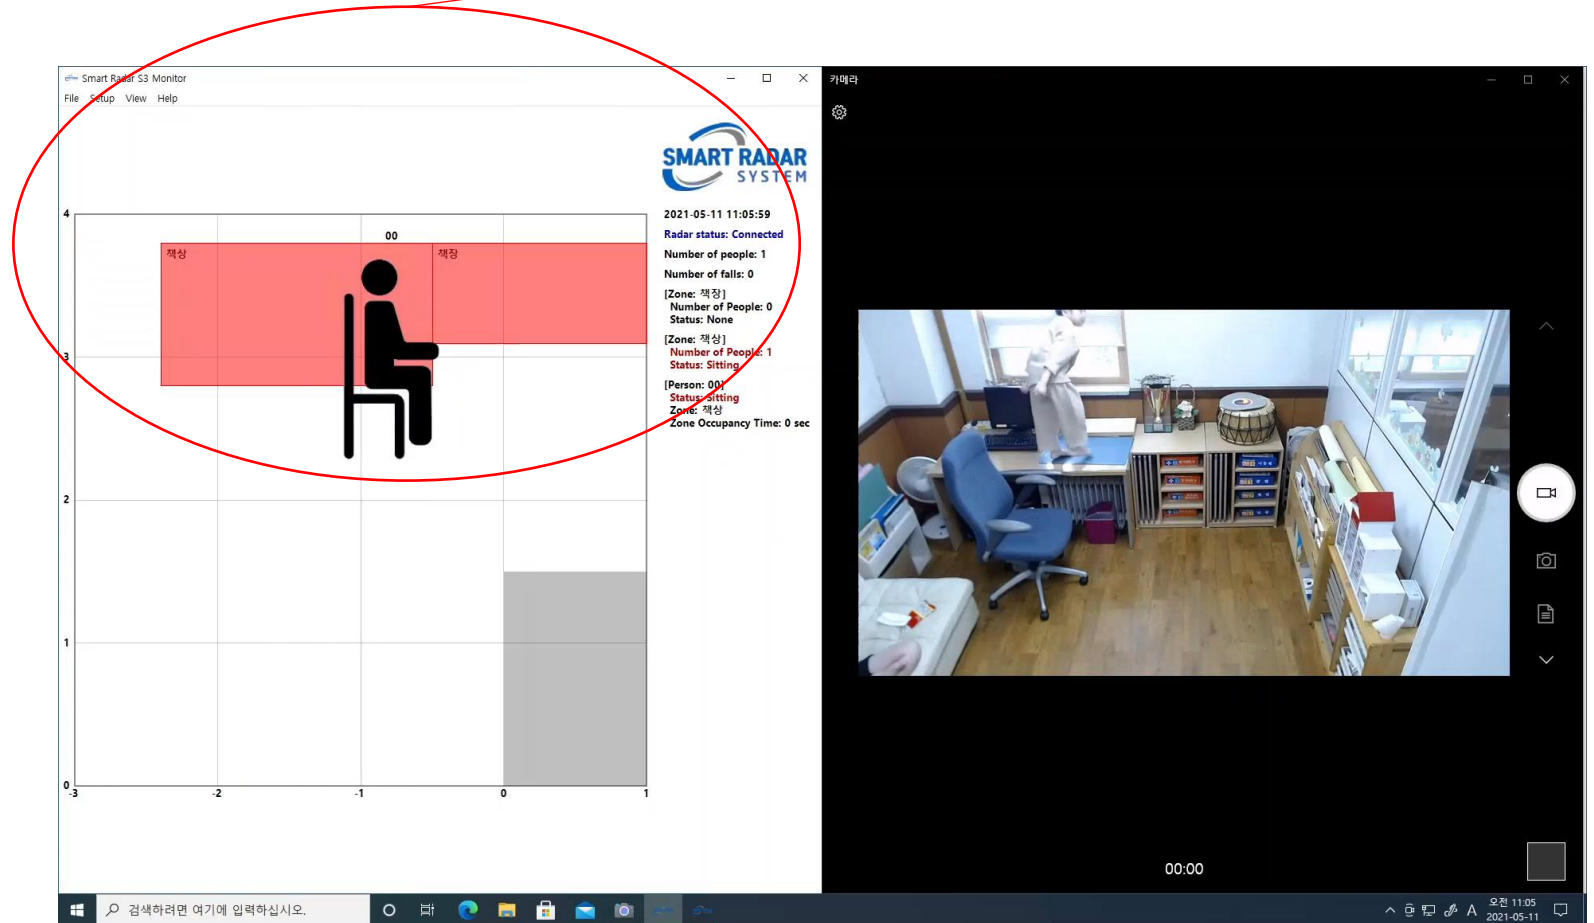 Smart Radar S3 Monitor
File Setup View Help
SMART RADAR
SYSTEM
2021-05-11 11:05:59
Radar status: Connected
Number of people: 1
Number of falls: 0
[Zone: 책장]
Number of People: 0
Status: None
[Zone: 책상]
Number of People: 1
Status: Sitting
[Person: 00]
Status: Sitting
Zone: 책상
Zone Occupancy Time: 0 sec
4
00
책상 책장
3
2
1
0
-3 -2 -1 0 1
카메라
00:00
검색하려면 여기에 입력하십시오.
A
오전 11:05
2021-05-11